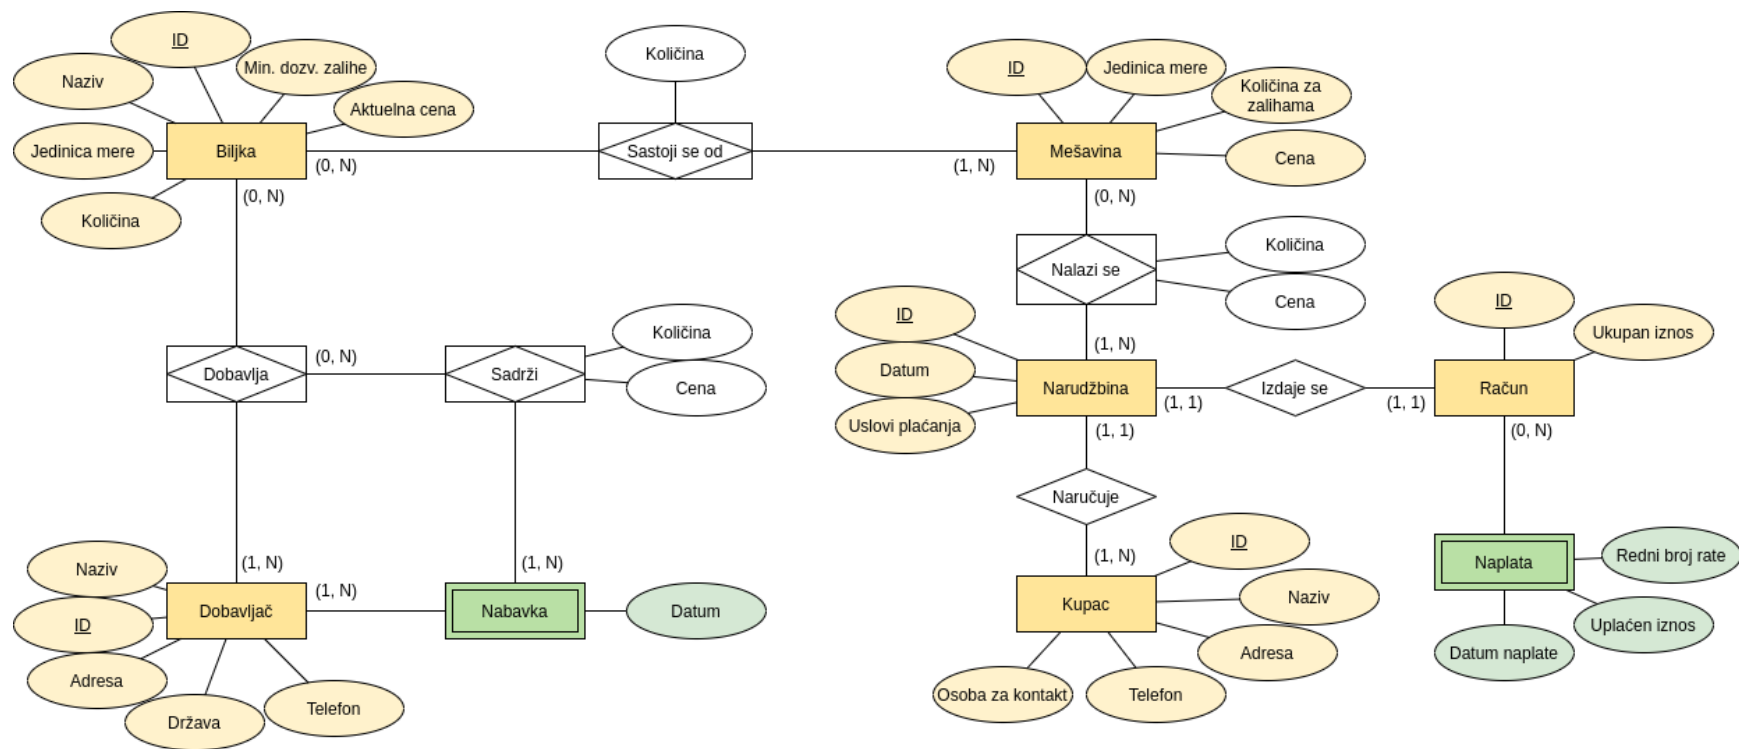 ID
Naziv
Min. dozv. zalihe
Aktuelna cena
Jedinica mere
Biljka
Količina
(0, N)
(0, N)
Količina
Sastoji se od
(1, N)
ID
Jedinica mere
Količina za
zalihama
Mešavina
Cena
(0, N)
Nalazi se
Količina
Cena
(1, N)
Dobavlja
(0, N)
Sadrži
Količina
Cena
ID
Datum
Uslovi plaćanja
Narudžbina
(1, 1)
(1, 1)
Izdaje se
(1, 1)
ID
Ukupan iznos
Račun
(0, N)
Naručuje
(1, N)
(1, N)
(1, N)
(1, N)
Naziv
ID
Adresa
Država
Telefon
Dobavljač
Nabavka
Datum
Kupac
ID
Naziv
Adresa
Telefon
Osoba za kontakt
Naplata
Redni broj rate
Uplaćen iznos
Datum naplate